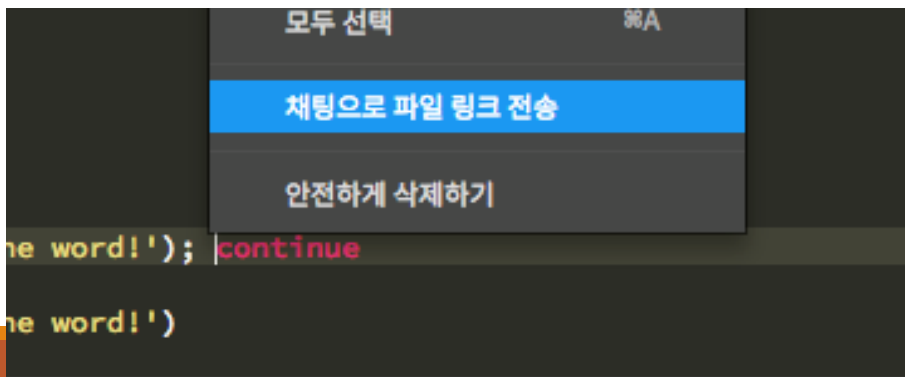 모두 선택 ⌘A
채팅으로 파일 링크 전송
안전하게 삭제하기
ne word!'); continue
ne word!')